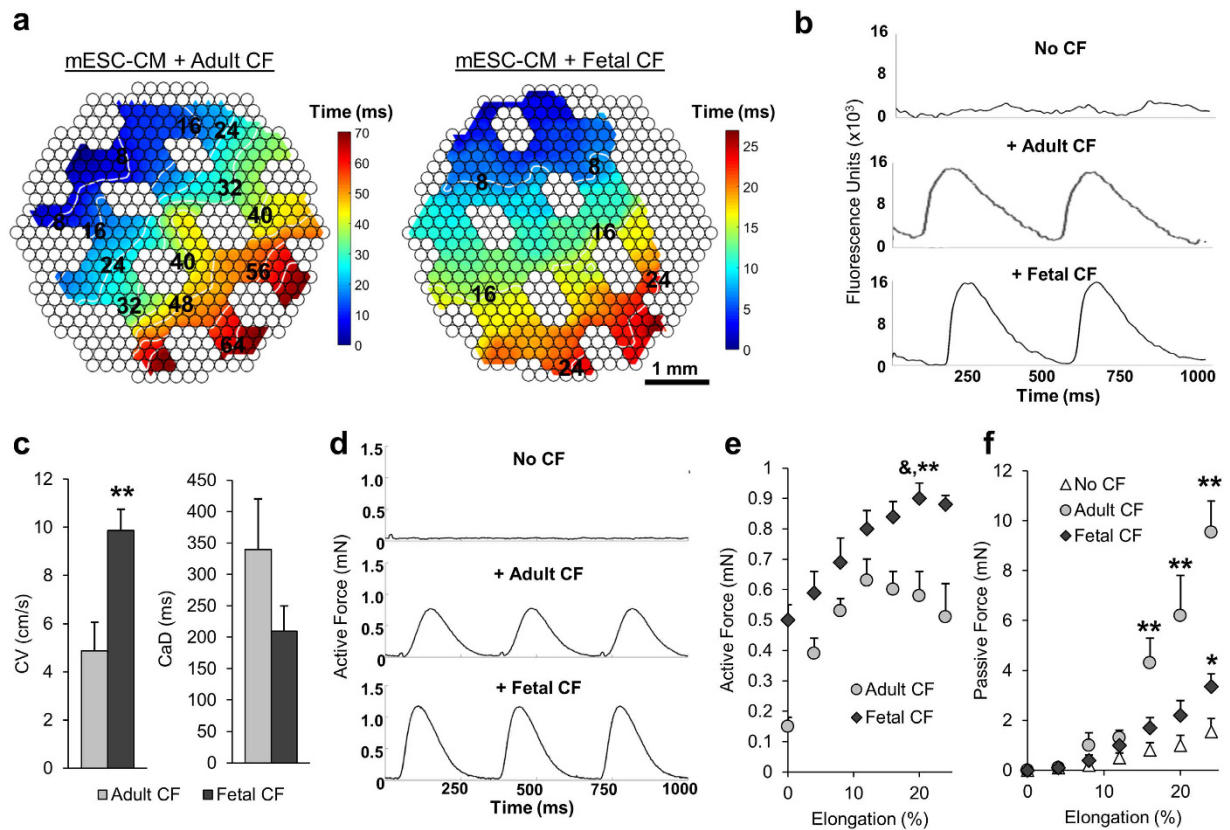 a
mESC-CM + Adult CF
mESC-CM + Fetal CF
Time (ms)
70
60
50
40
30
20
10
0
8
16
24
32
40
8
16
24
32
40
48
56
64
Time (ms)
25
20
15
10
5
0
8
8
16
16
24
24
1 mm
b
Fluorescence Units (x10³)
No CF
16
8
0
+ Adult CF
16
8
0
+ Fetal CF
16
8
0
250 500 750 1000
Time (ms)
c
CV (cm/s)
12
10
8
6
4
2
0
**
CaD (ms)
450
400
350
300
250
200
150
100
50
0
Adult CF Fetal CF
d
Active Force (mN)
No CF
1.5
1.0
0.5
0
+ Adult CF
1.5
1.0
0.5
0
+ Fetal CF
1.5
1.0
0.5
0
250 500 750 1000
Time (ms)
e
Active Force (mN)
1
0.9
0.8
0.7
0.6
0.5
0.4
0.3
0.2
0.1
0
&,**
Adult CF
Fetal CF
0 10 20
Elongation (%)
f
Passive Force (mN)
12
10
8
6
4
2
0
No CF
Adult CF
Fetal CF
**
**
**
*
0 10 20
Elongation (%)